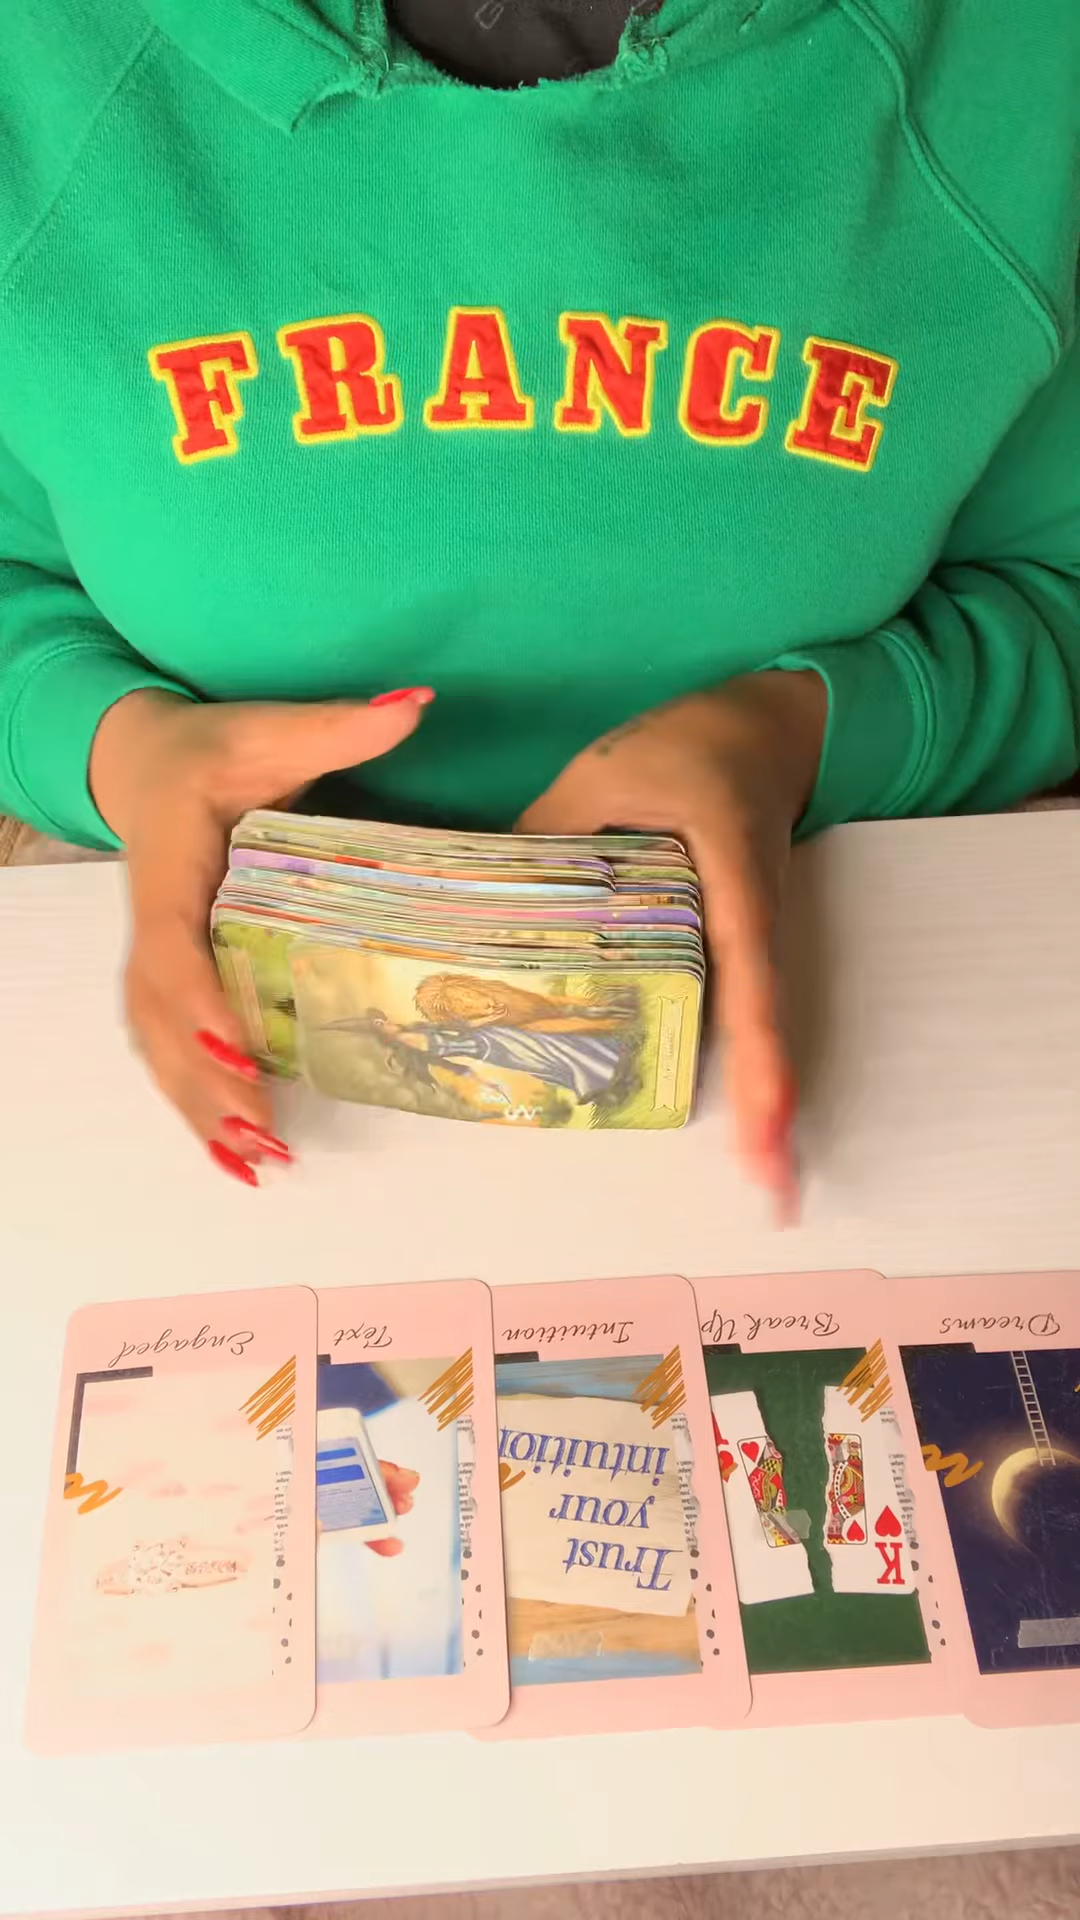 FRANCE
Engaged
Text
Intuition
Break Up
Dreams
Trust
your
intuition
K